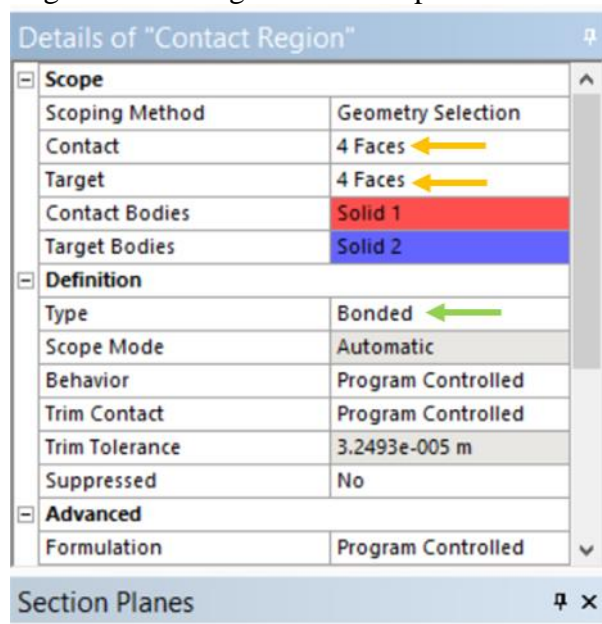 Details of "Contact Region"
Scope
Scoping Method Geometry Selection
Contact 4 Faces
Target 4 Faces
Contact Bodies Solid 1
Target Bodies Solid 2
Definition
Type Bonded
Scope Mode Automatic
Behavior Program Controlled
Trim Contact Program Controlled
Trim Tolerance 3.2493e-005 m
Suppressed No
Advanced
Formulation Program Controlled
Section Planes